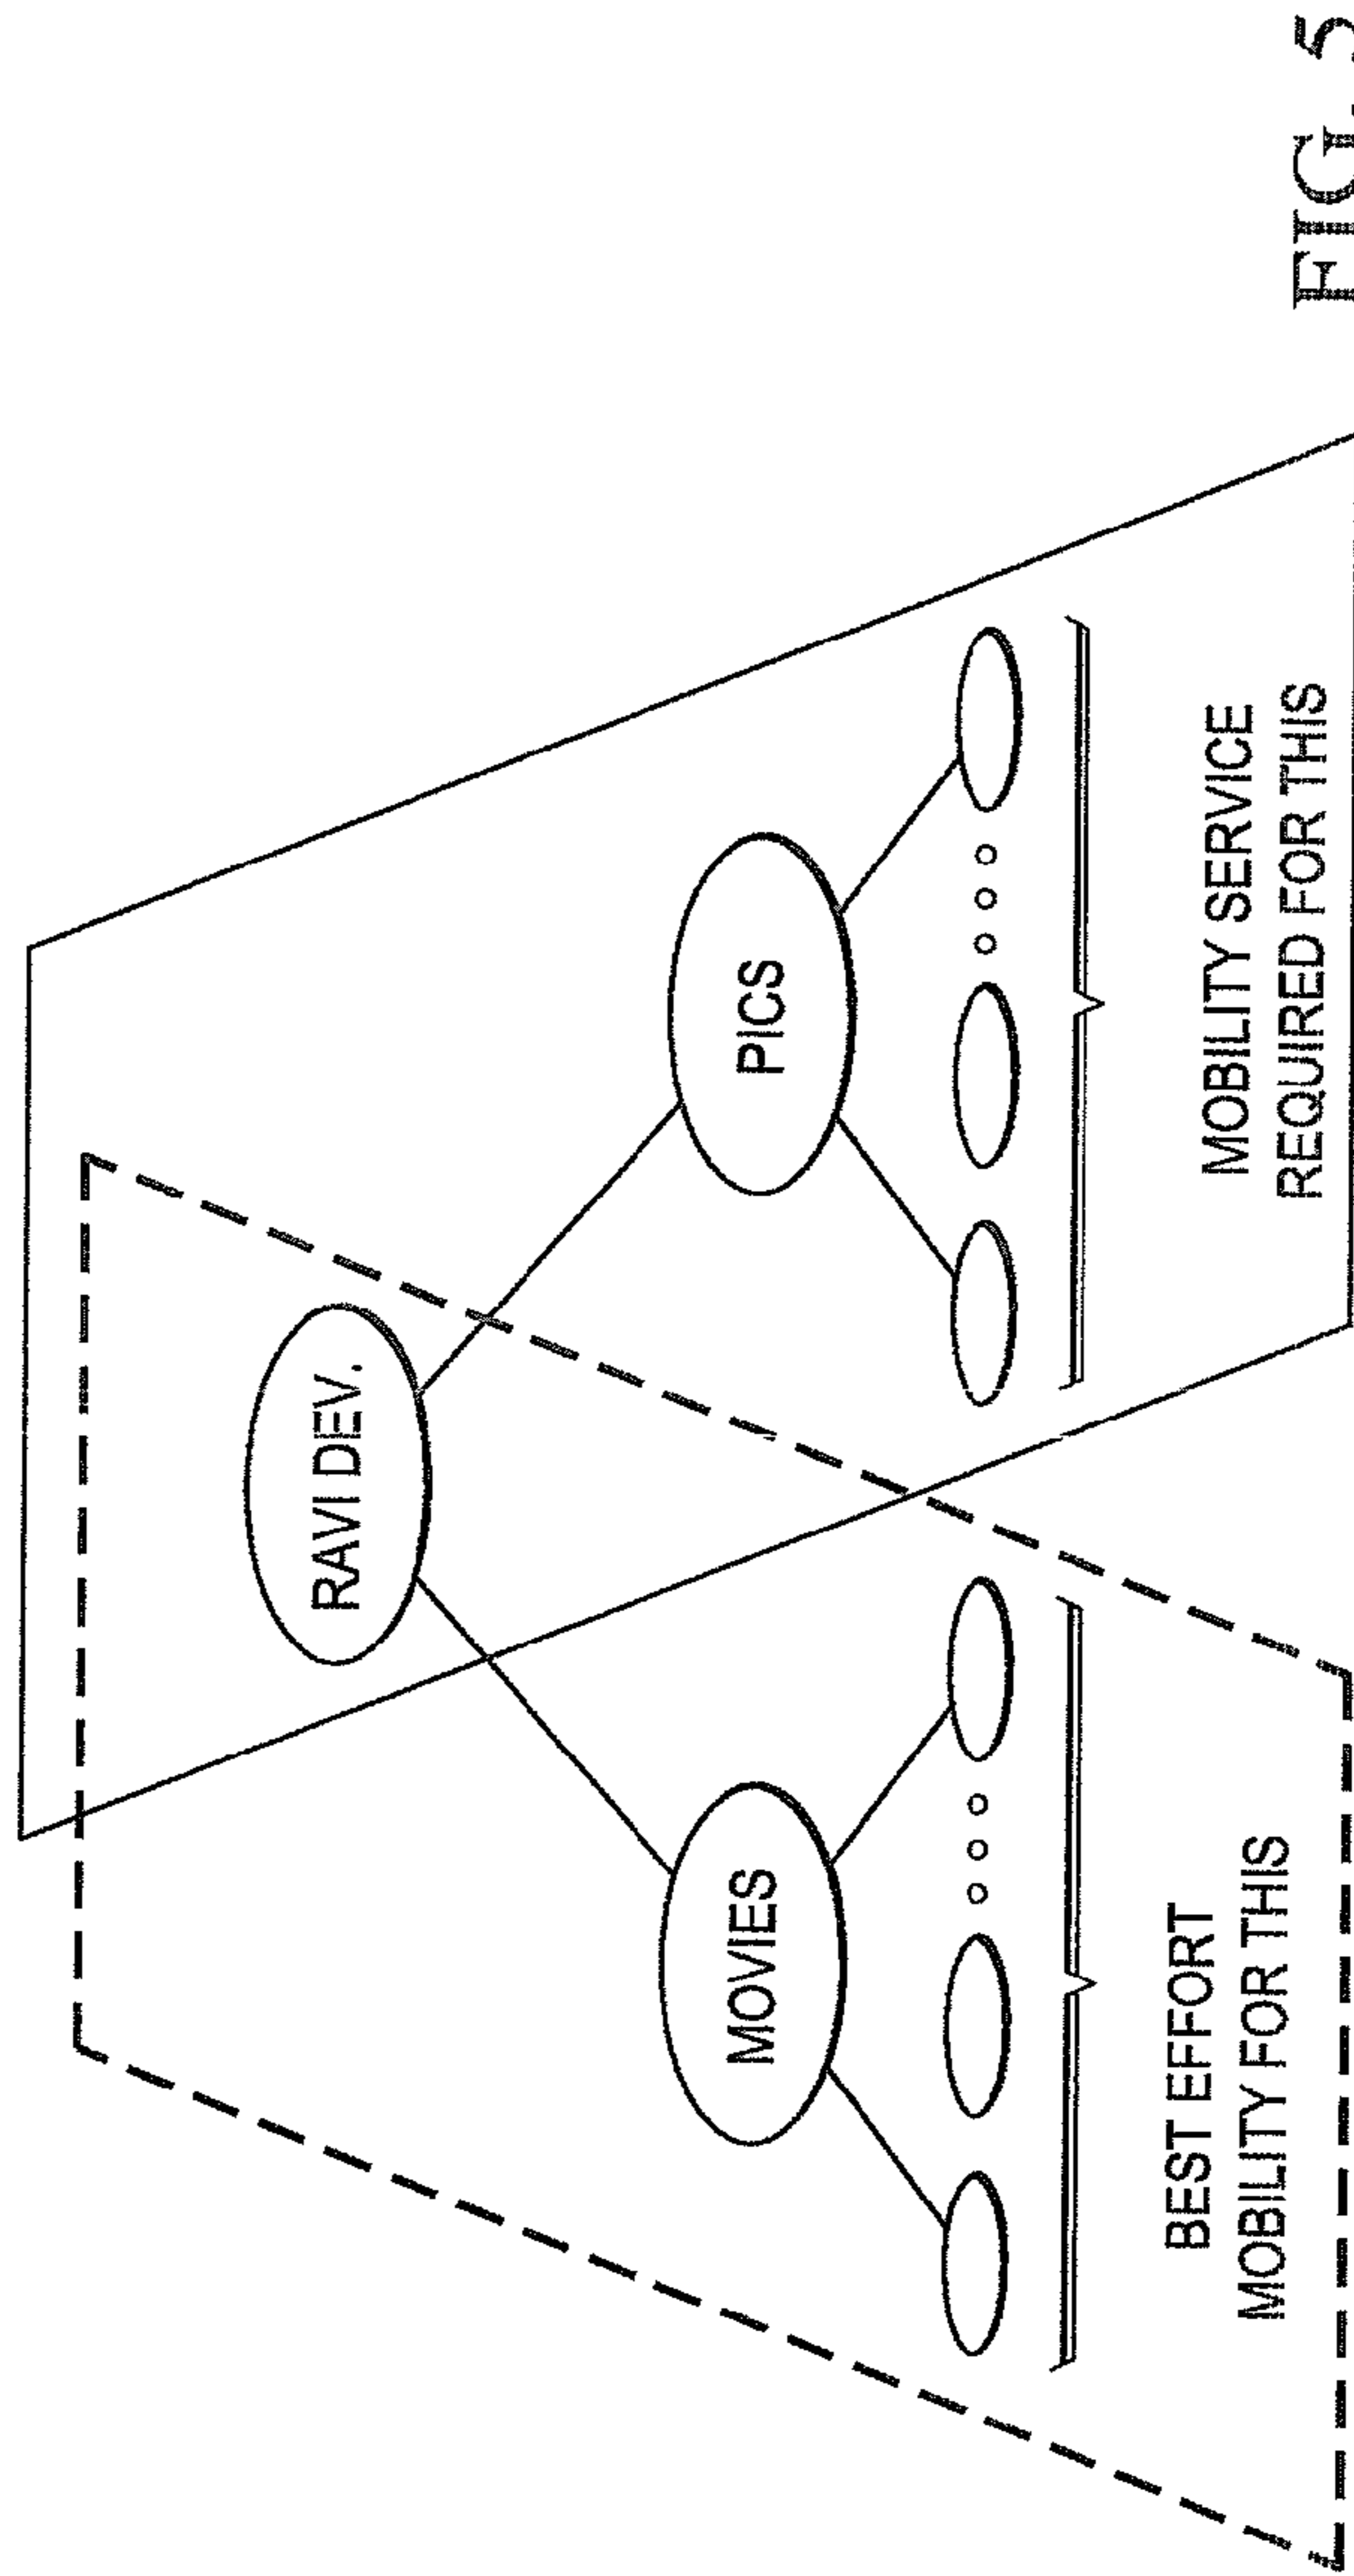 RAVI DEV.
MOVIES
PICS
BEST EFFORT
MOBILITY FOR THIS
MOBILITY SERVICE
REQUIRED FOR THIS
FIG. 5